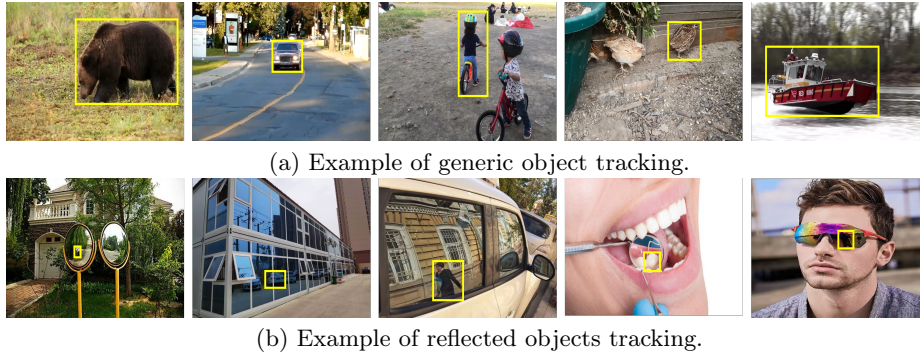 (a) Example of generic object tracking.
(b) Example of reflected objects tracking.